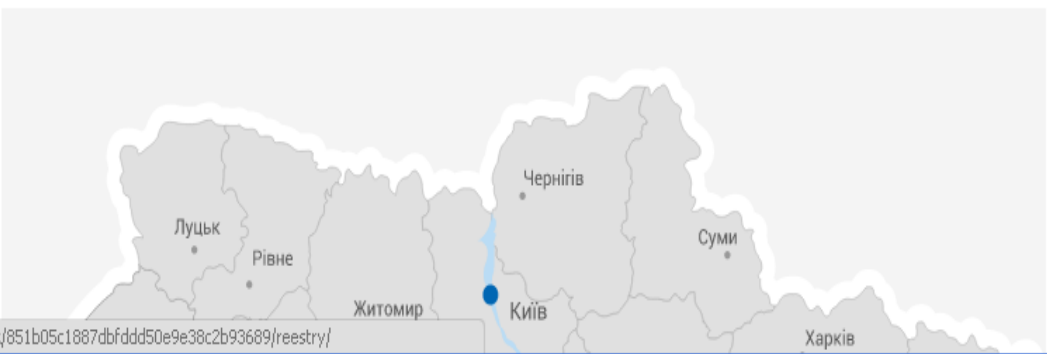 Чернігів
Луцьк
Суми
Рівне
Житомир
Київ
/851b05c1887dbfddd50e9e38c2b93689/reestry/
Харків